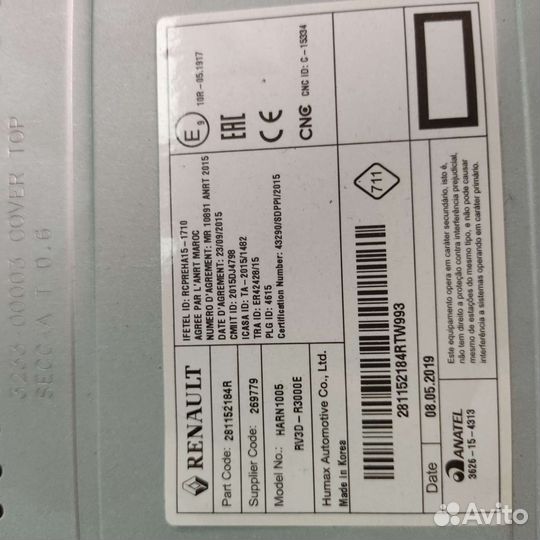 RENAULT
Part Code: 281152184R
Supplier Code: 269779
Model No.: HARN1005
RV3D-R3000E
Humax Automotive Co., Ltd.
Made in Korea
281152184RTW993
Date 08.05.2019
ANATEL
3626-15-4313
IFETEL ID: RCPREHA15-1710
AGREE PAR L'ANRT MAROC
NUMERO D'AGREMENT: MR 10891 ANRT 2015
DATE D'AGREMENT: 23/09/2015
CMIIT ID: 2015DJ4798
ICASA ID: TA-2015/1482
TRA ID: ER42428/15
PLG ID: 4615
Certification Number: 43290/SDPPI/2015
E9
10R-05.1917
EAC
CE
CNC CNC ID: C-15334
711
Este equipamento opera em caráter secundário, isto é,
não tem direito a proteção contra interferência prejudicial,
mesmo de estações do mesmo tipo, e não pode causar
interferência a sistemas operando em caráter primário.
COVER TOP
SECC T 0.6
Avito